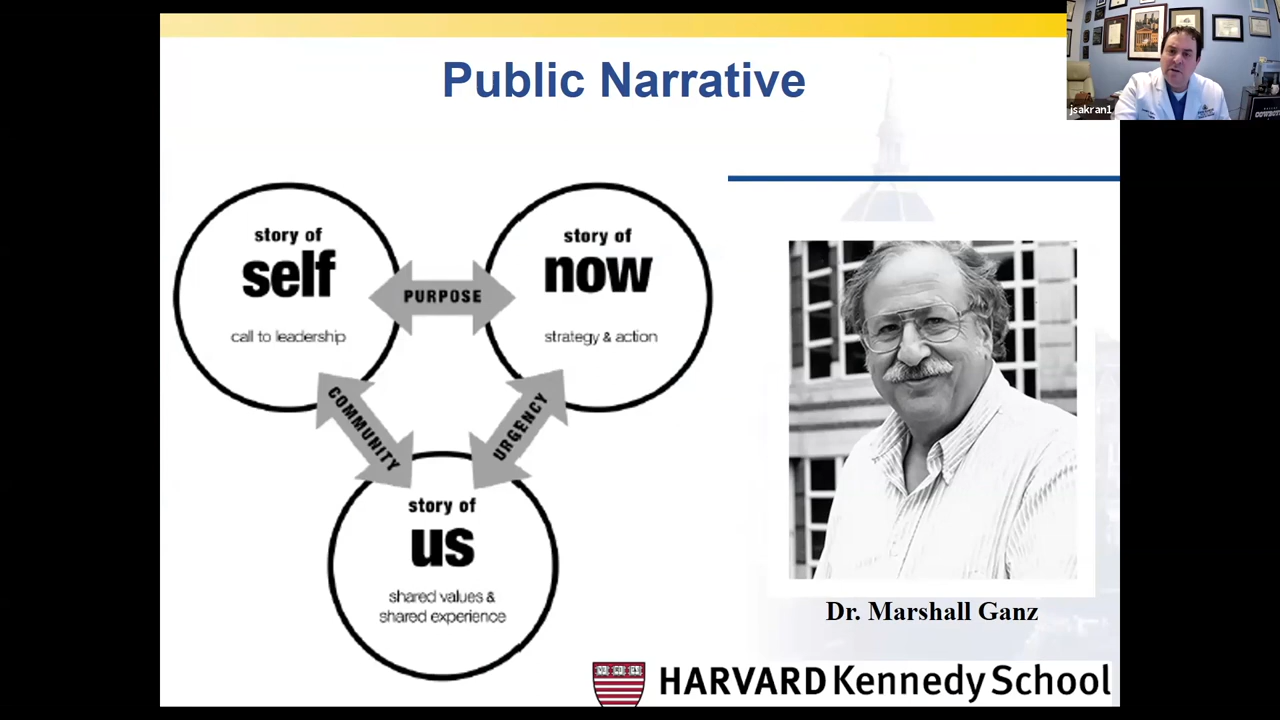 Public Narrative
jsakran1
story of
self
call to leadership
PURPOSE
story of
now
strategy & action
COMMUNITY
URGENCY
story of
us
shared values &
shared experience
Dr. Marshall Ganz
HARVARD Kennedy School
COWBOYS